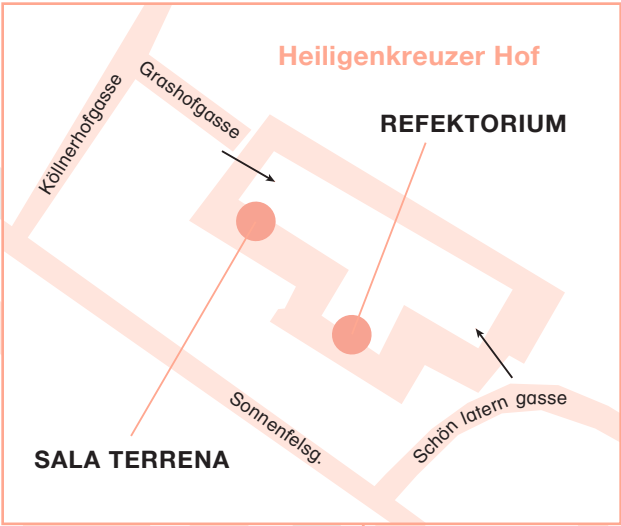 Heiligenkreuzer Hof
Grashofgasse
Köllnerhofgasse
REFEKTORIUM
Sonnenfelsg.
Schön latern gasse
SALA TERRENA